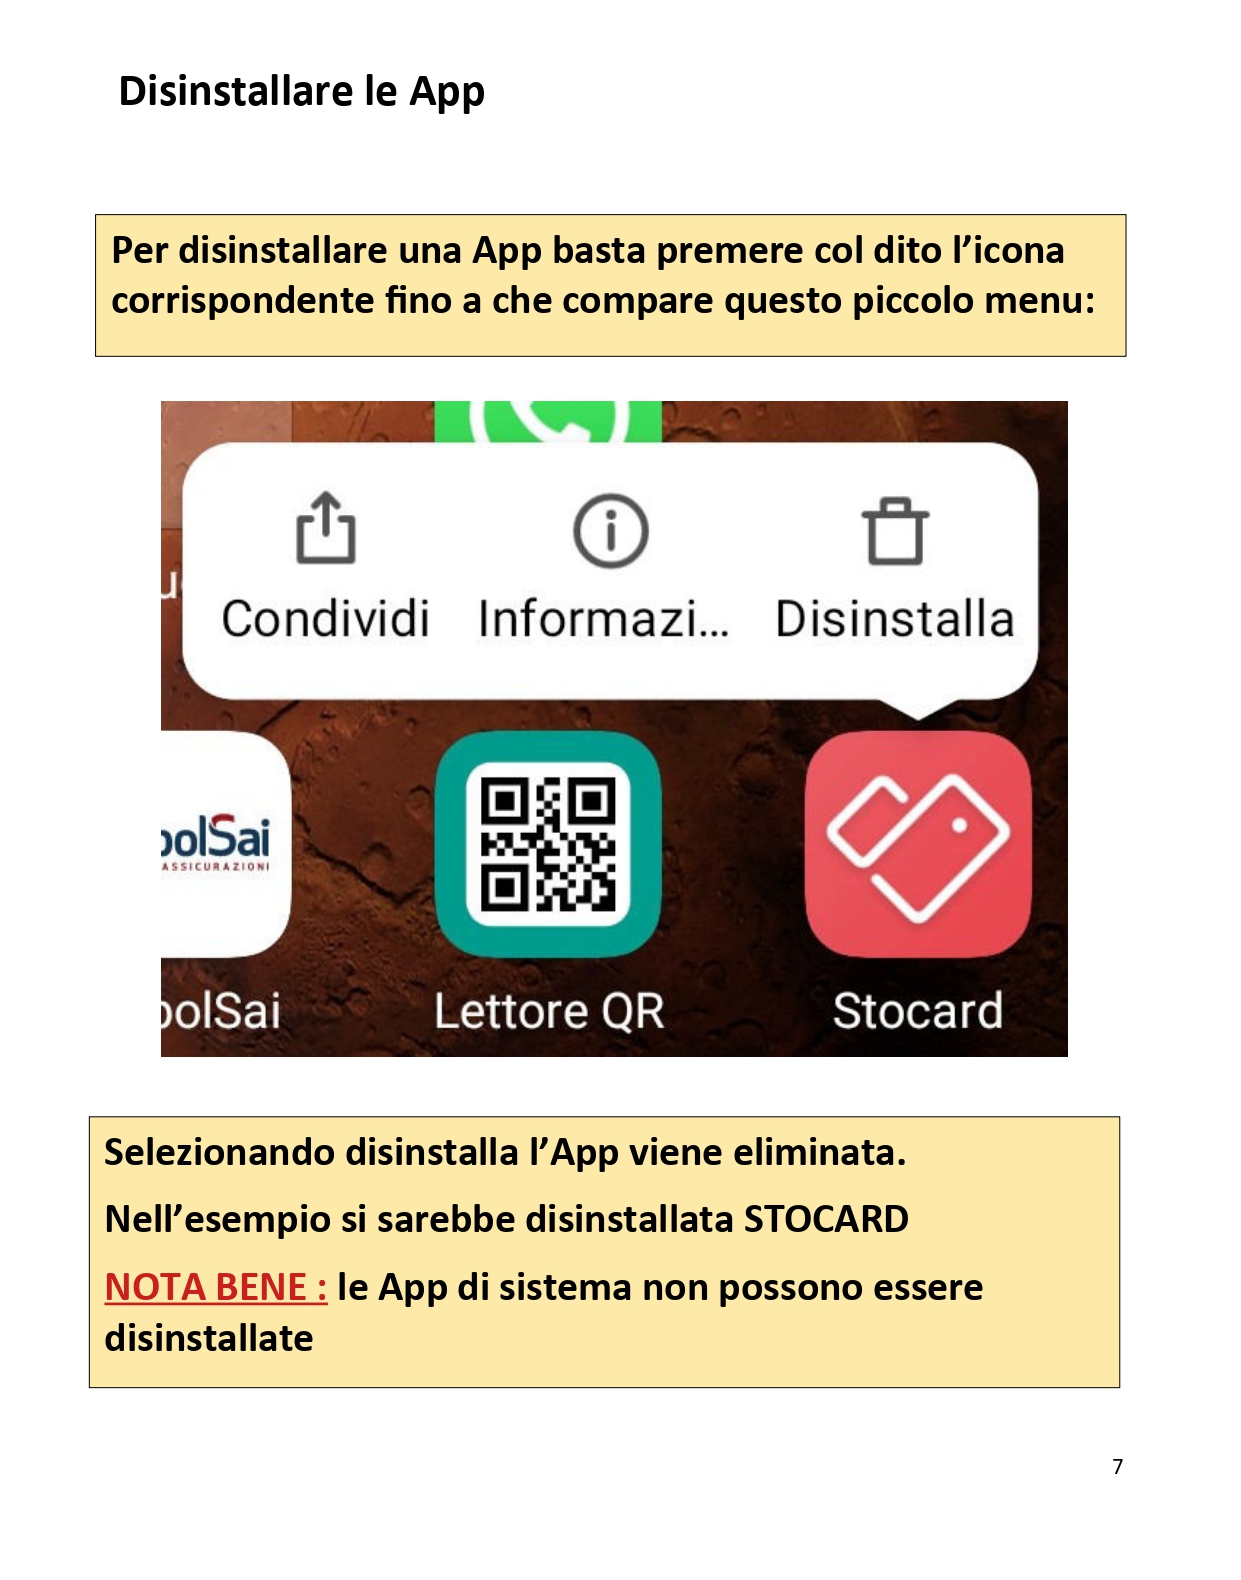 Disinstallare le App
Per disinstallare una App basta premere col dito l’icona
corrispondente fino a che compare questo piccolo menu:
Condividi Informazi... Disinstalla
olSai
ASSICURAZIONI
olSai Lettore QR Stocard
Selezionando disinstalla l’App viene eliminata.
Nell’esempio si sarebbe disinstallata STOCARD
NOTA BENE : le App di sistema non possono essere
disinstallate
7